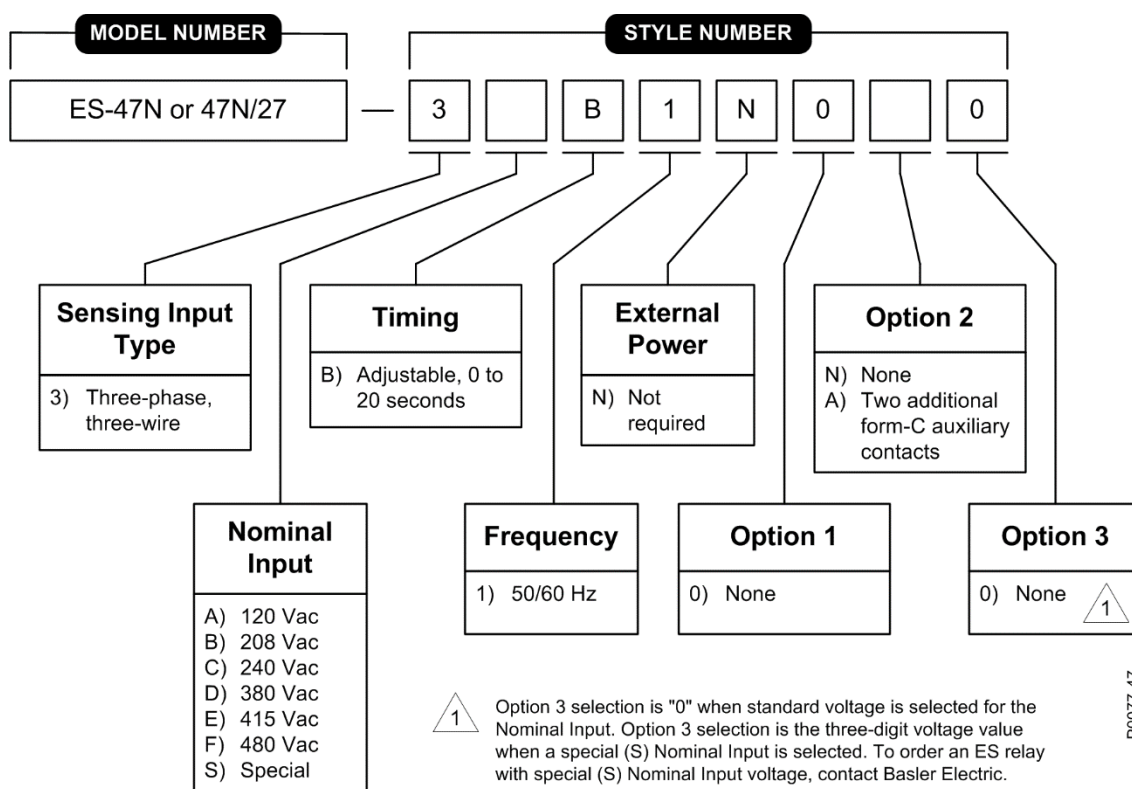 MODEL NUMBER
STYLE NUMBER
ES-47N or 47N/27 — 3 B 1 N 0 0
Sensing Input
Type
3) Three-phase,
three-wire
Timing
B) Adjustable, 0 to
20 seconds
External
Power
N) Not
required
Option 2
N) None
A) Two additional
form-C auxiliary
contacts
Nominal
Input
A) 120 Vac
B) 208 Vac
C) 240 Vac
D) 380 Vac
E) 415 Vac
F) 480 Vac
S) Special
Frequency
1) 50/60 Hz
Option 1
0) None
Option 3
0) None 1
1 Option 3 selection is "0" when standard voltage is selected for the
Nominal Input. Option 3 selection is the three-digit voltage value
when a special (S) Nominal Input is selected. To order an ES relay
with special (S) Nominal Input voltage, contact Basler Electric.